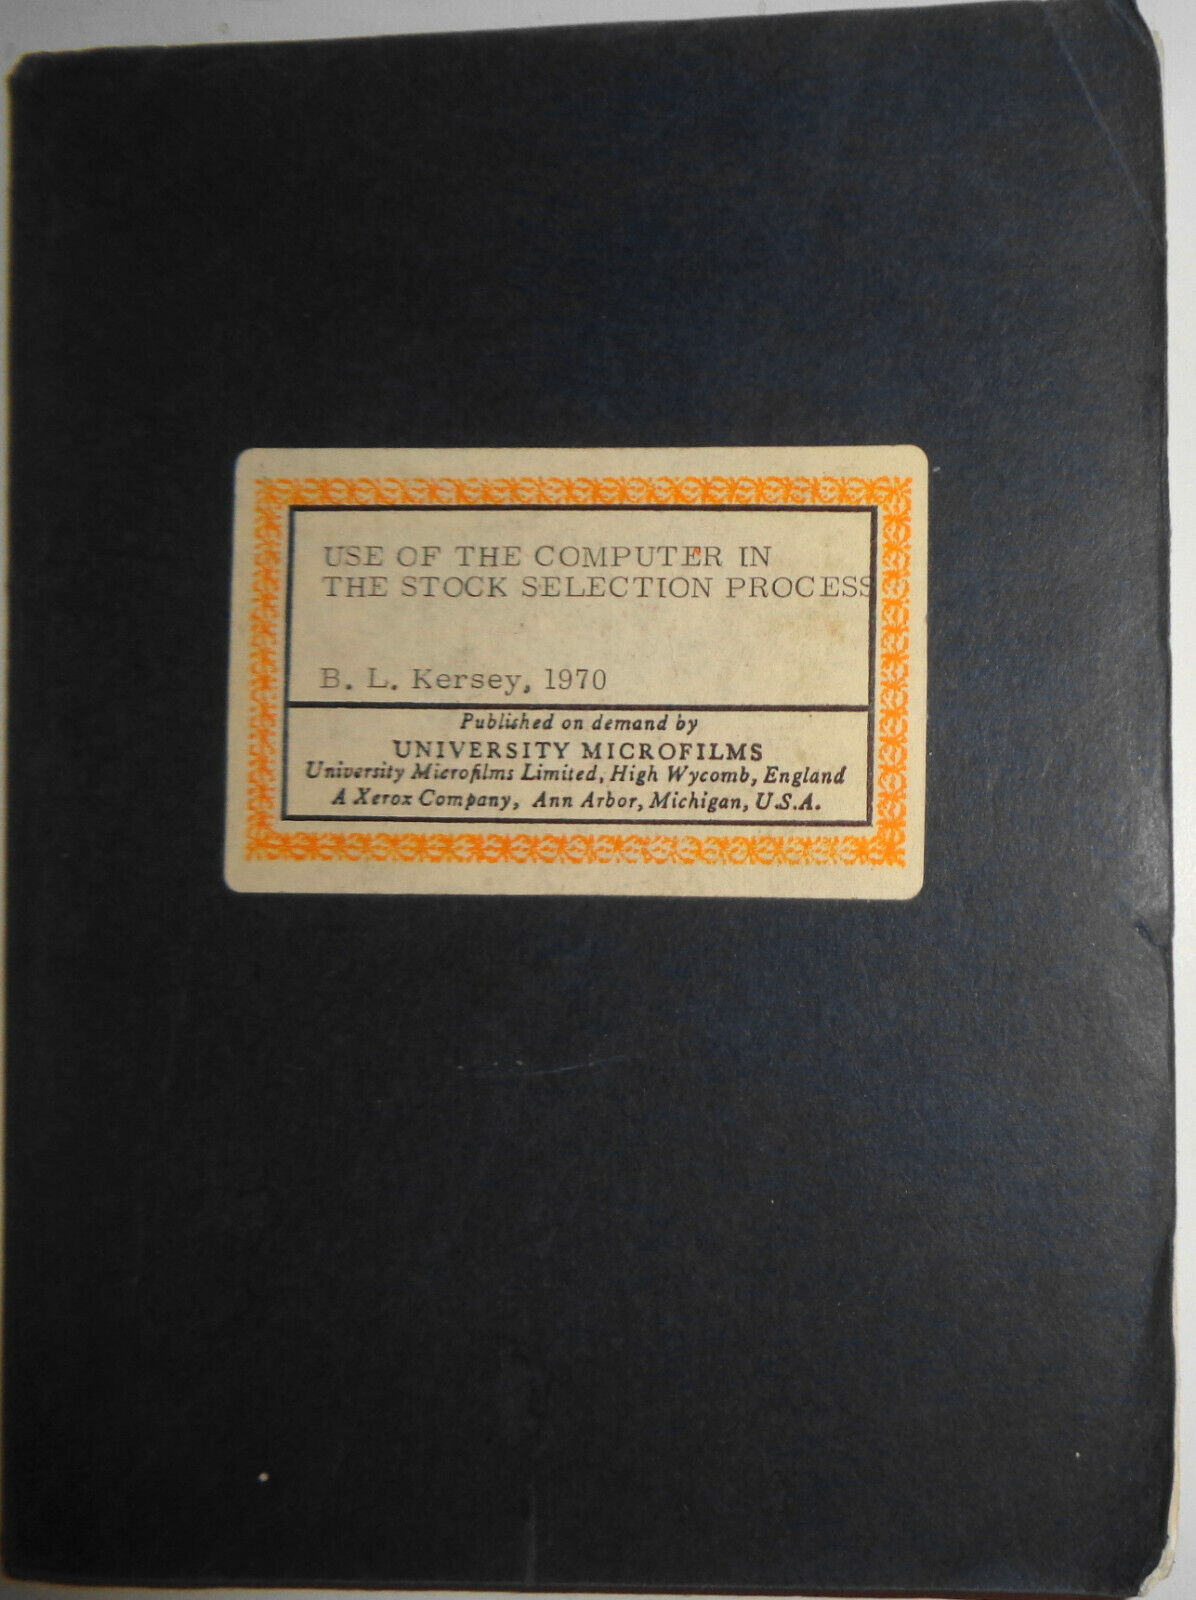 USE OF THE COMPUTER IN
THE STOCK SELECTION PROCESS
B. L. Kersey, 1970
Published on demand by
UNIVERSITY MICROFILMS
University Microfilms Limited, High Wycomb, England
A Xerox Company, Ann Arbor, Michigan, U.S.A.